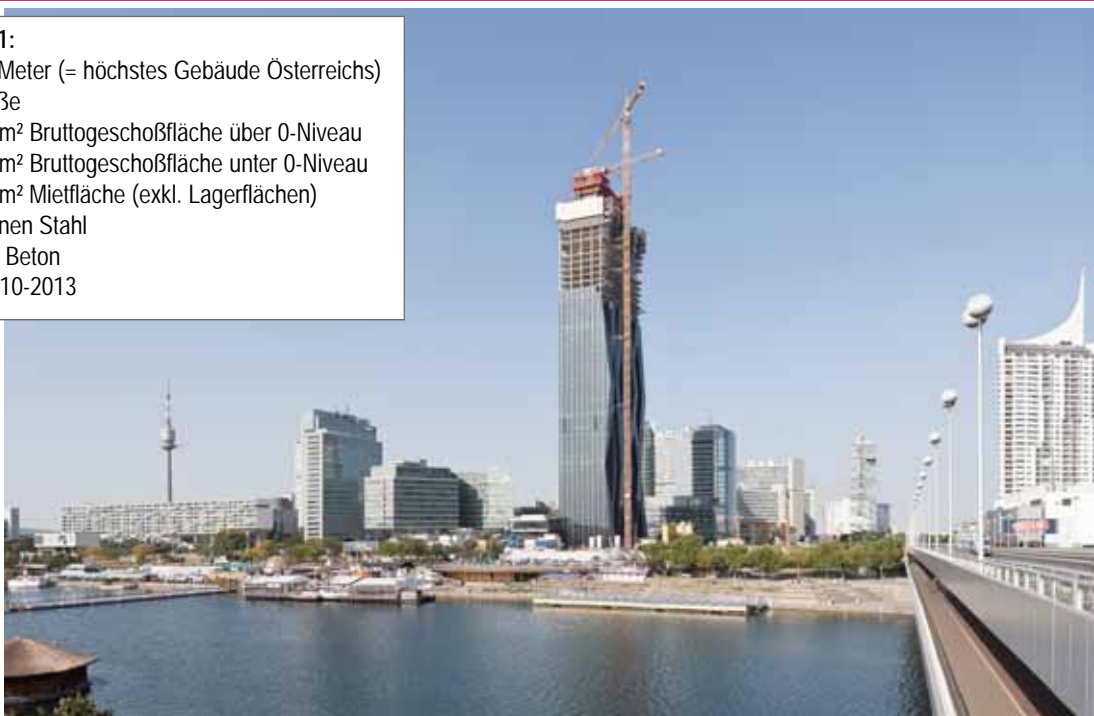 1:
Meter (= höchstes Gebäude Österreichs)
ße
m² Bruttogeschoßfläche über 0-Niveau
m² Bruttogeschoßfläche unter 0-Niveau
m² Mietfläche (exkl. Lagerflächen)
nen Stahl
Beton
10-2013